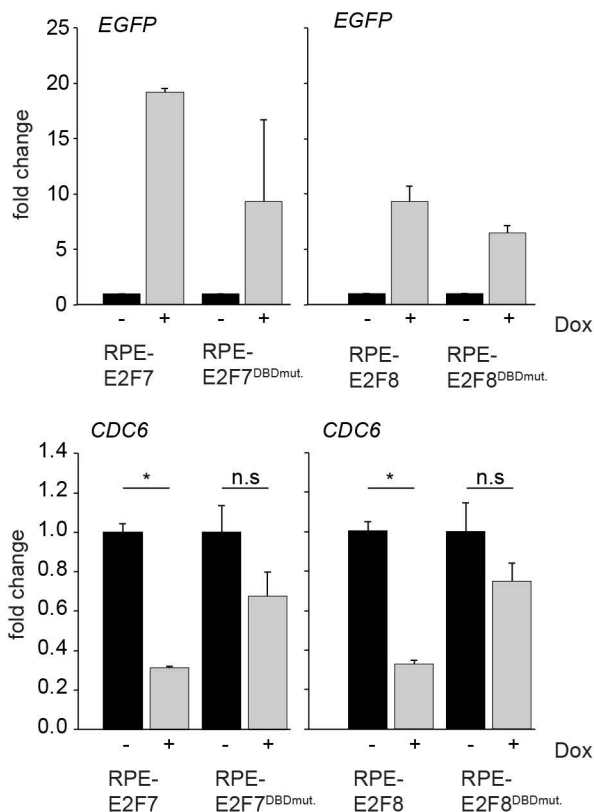 EGFP
EGFP
fold change
25
20
15
10
5
0
- + - +
- + - +
Dox
RPE-
E2F7
RPE-
E2F7DBDmut.
RPE-
E2F8
RPE-
E2F8DBDmut.
CDC6
CDC6
fold change
1.4
1.2
1.0
0.8
0.6
0.4
0.2
0.0
* n.s
* n.s
- + - +
- + - +
Dox
RPE-
E2F7
RPE-
E2F7DBDmut.
RPE-
E2F8
RPE-
E2F8DBDmut.